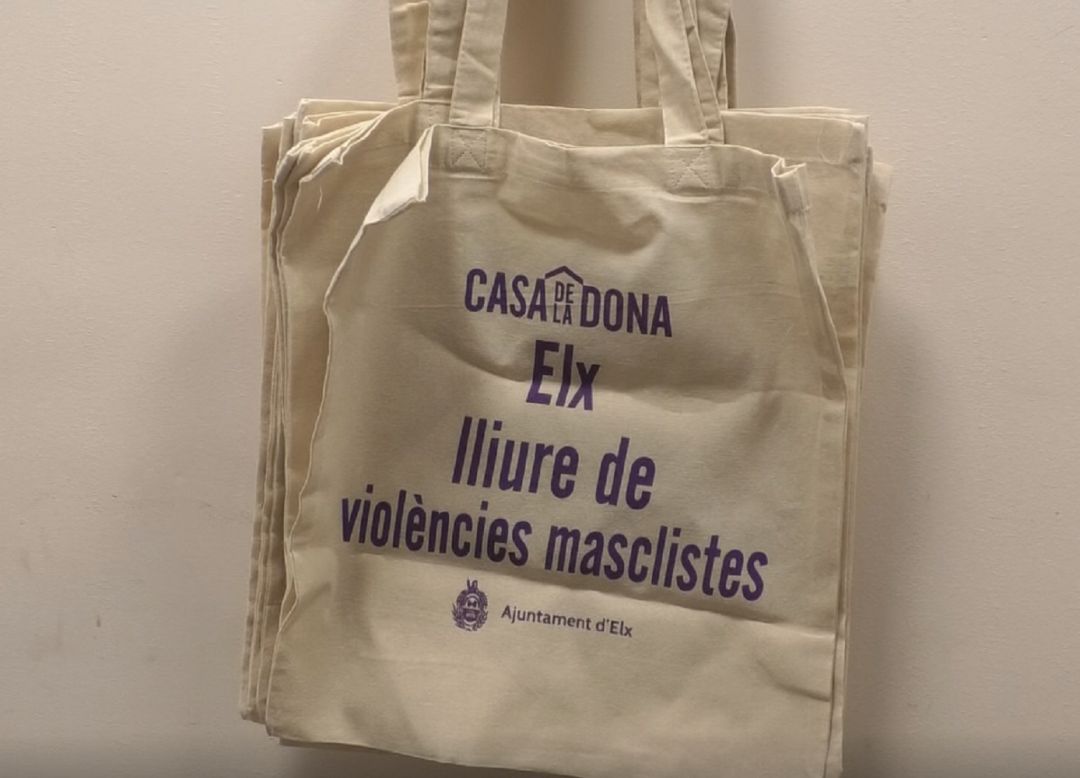 CASA DE LA DONA
Elx
lliure de
violències masclistes
Ajuntament d'Elx